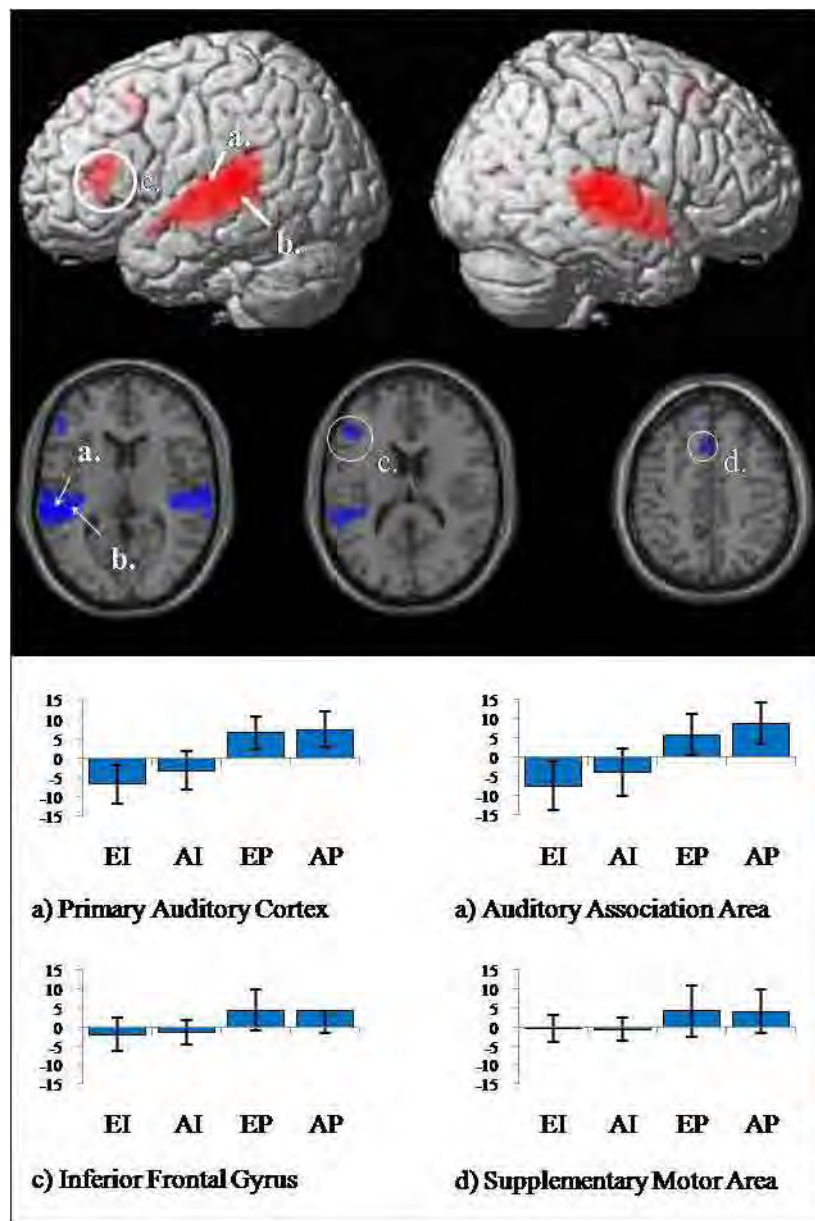 a.
c.
b.
a.
b.
c.
d.
15
10
5
0
-5
-10
-15
EI AI EP AP
a) Primary Auditory Cortex
15
10
5
0
-5
-10
-15
EI AI EP AP
a) Auditory Association Area
15
10
5
0
-5
-10
-15
EI AI EP AP
c) Inferior Frontal Gyrus
15
10
5
0
-5
-10
-15
EI AI EP AP
d) Supplementary Motor Area